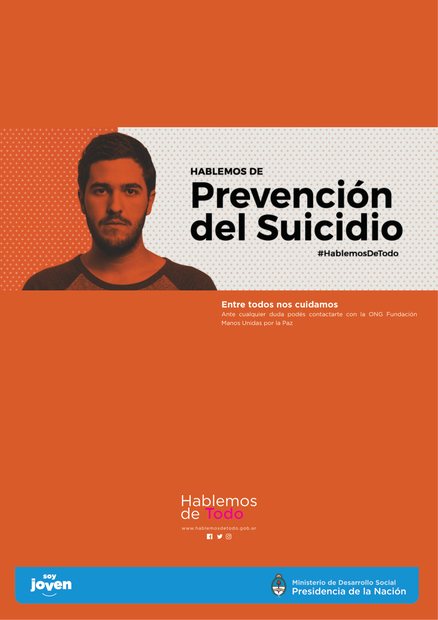 HABLEMOS DE
Prevención
del Suicidio
#HablemosDeTodo
Entre todos nos cuidamos
Ante cualquier duda podés contactarte con la ONG Fundación
Manos Unidas por la Paz
Hablemos
de Todo
www.hablemosdetodo.gob.ar
soy
joven
Ministerio de Desarrollo Social
Presidencia de la Nación